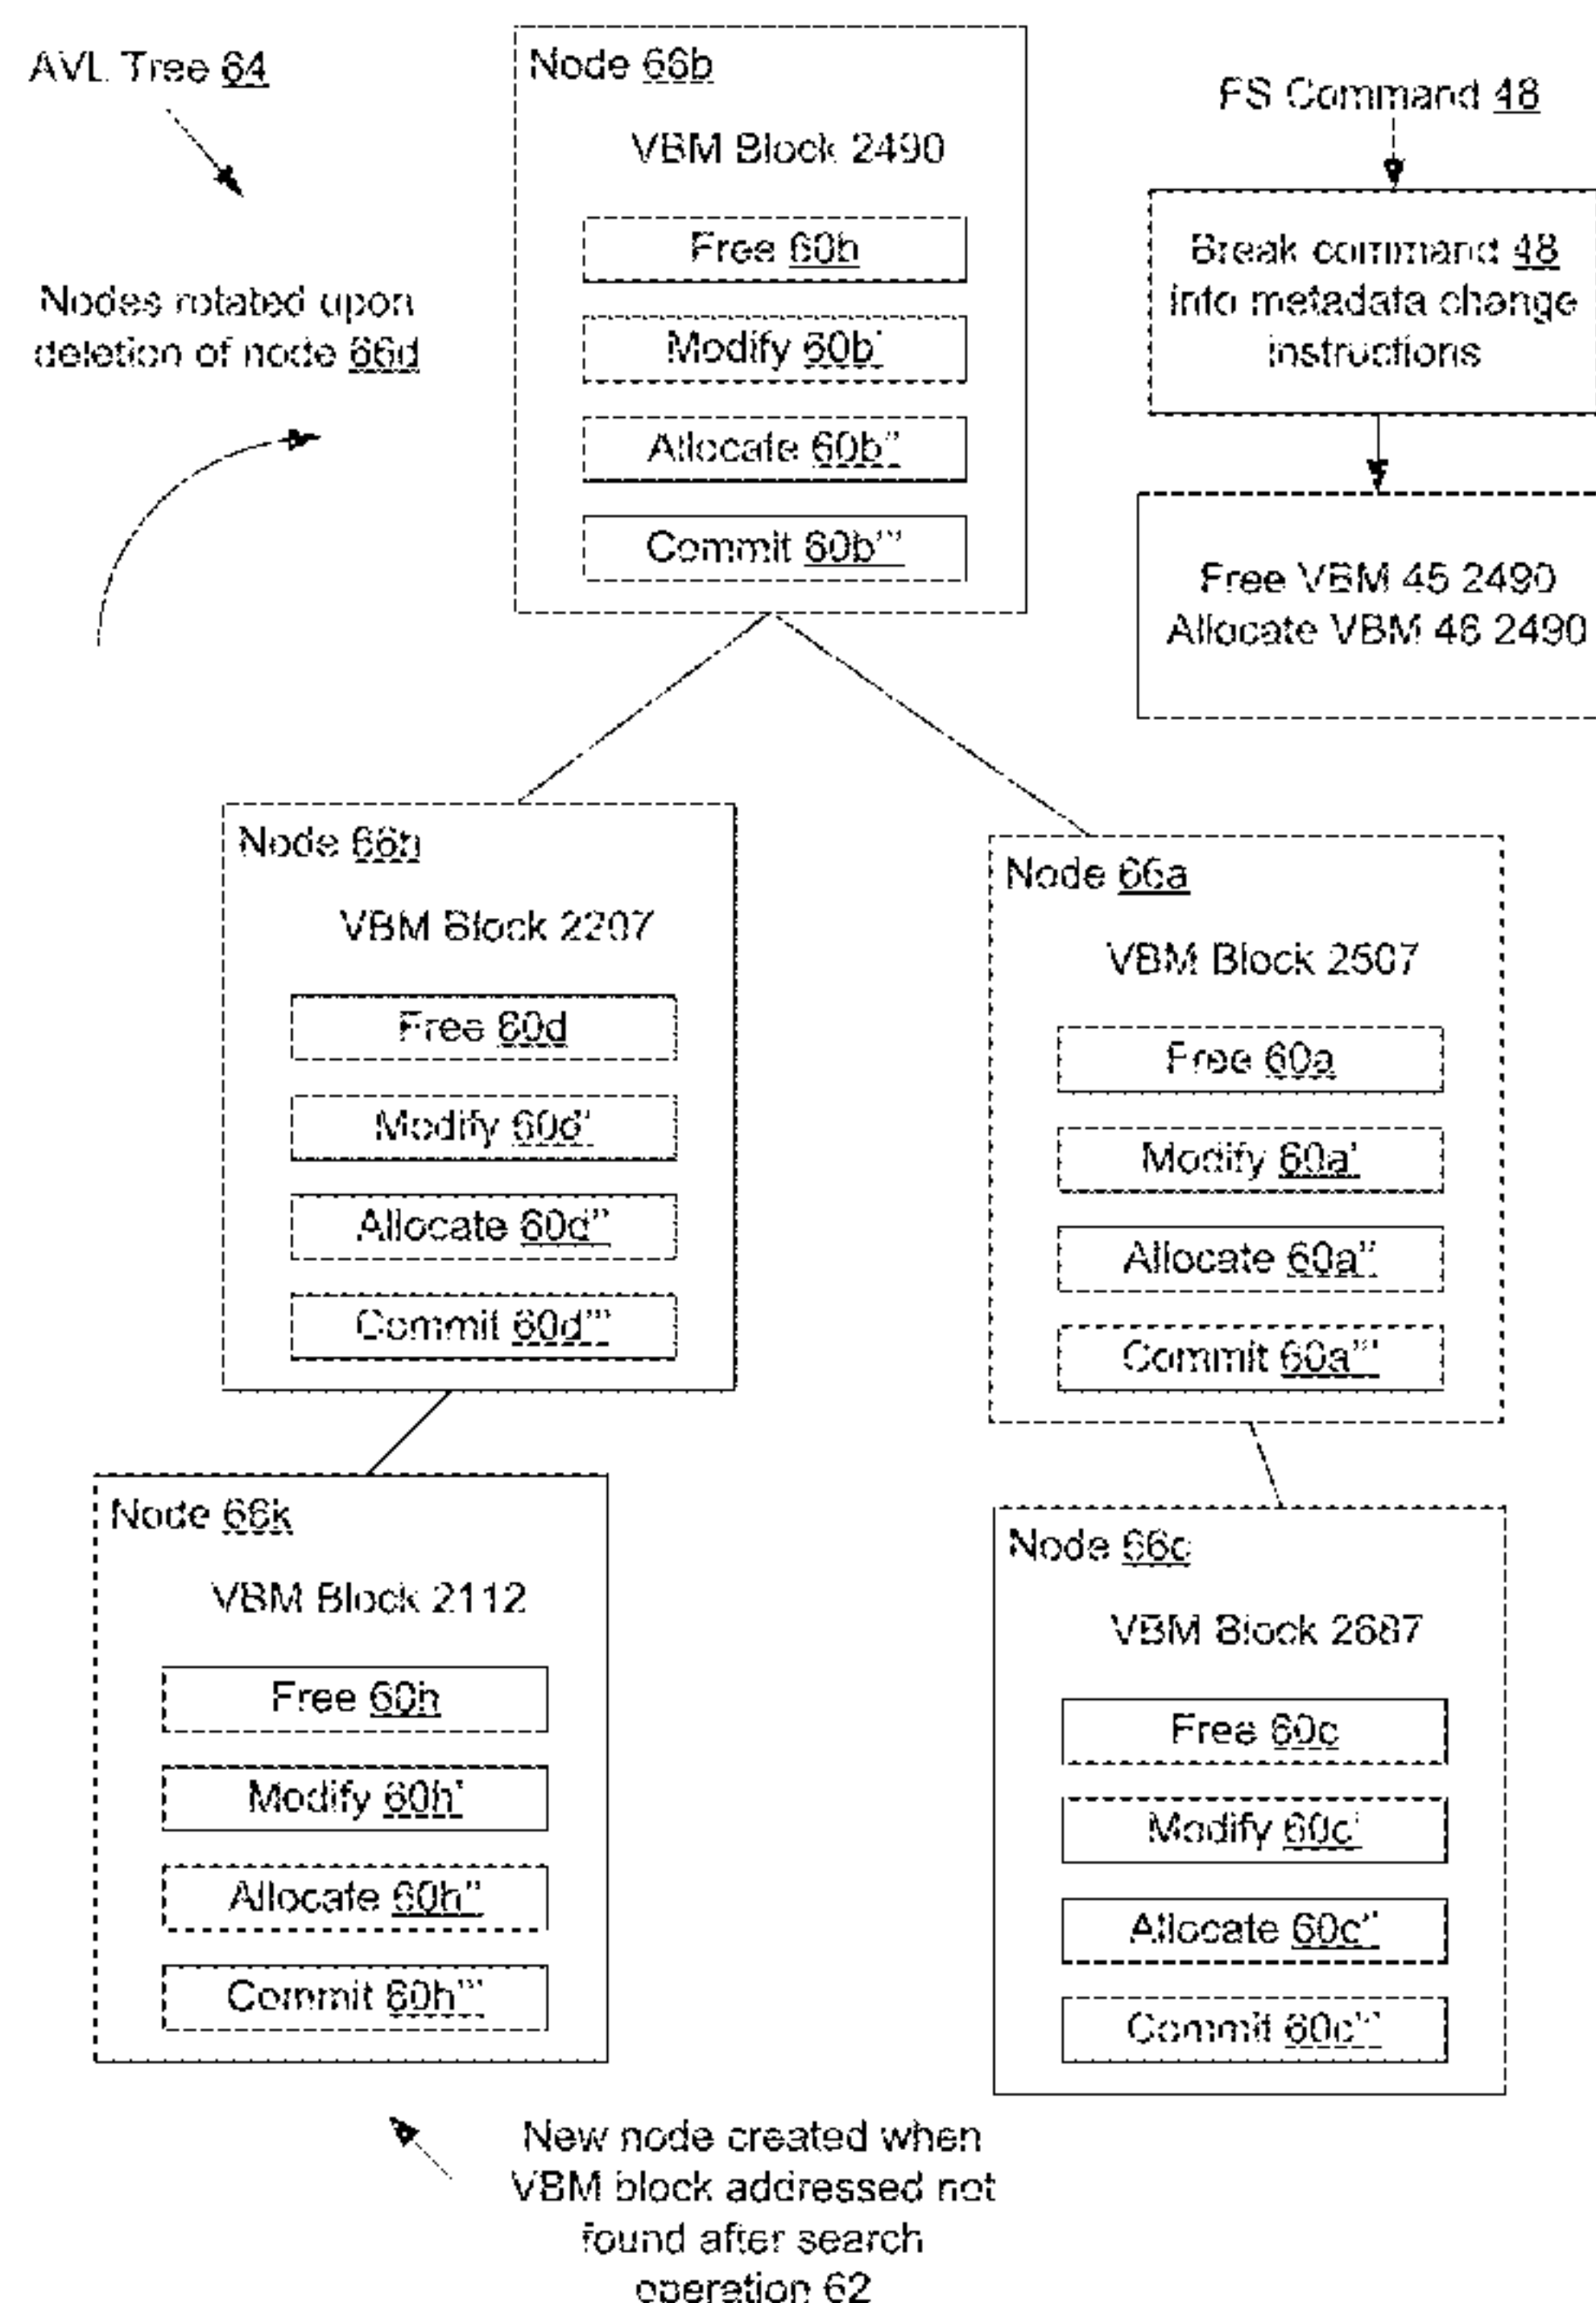 AVL Tree 64
Nodes rotated upon
deletion of node 66d
Node 66b
VBM Block 2490
Free 60b
Modify 60b'
Allocate 60b"
Commit 60b'"
FS Command 48
Break command 48
into metadata change
instructions
Free VBM 45 2490
Allocate VBM 46 2490
Node 66h
VBM Block 2207
Free 60d
Modify 60d"
Allocate 60d"
Commit 60d'"
Node 66a
VBM Block 2507
Free 60a
Modify 60a'
Allocate 60a"
Commit 60a'"
Node 66k
VBM Block 2112
Free 60h
Modify 60h'
Allocate 60h"
Commit 60h'"
Node 66c
VBM Block 2687
Free 60c
Modify 60c'
Allocate 60c"
Commit 60c'"
New node created when
VBM block addressed not
found after search
operation 62